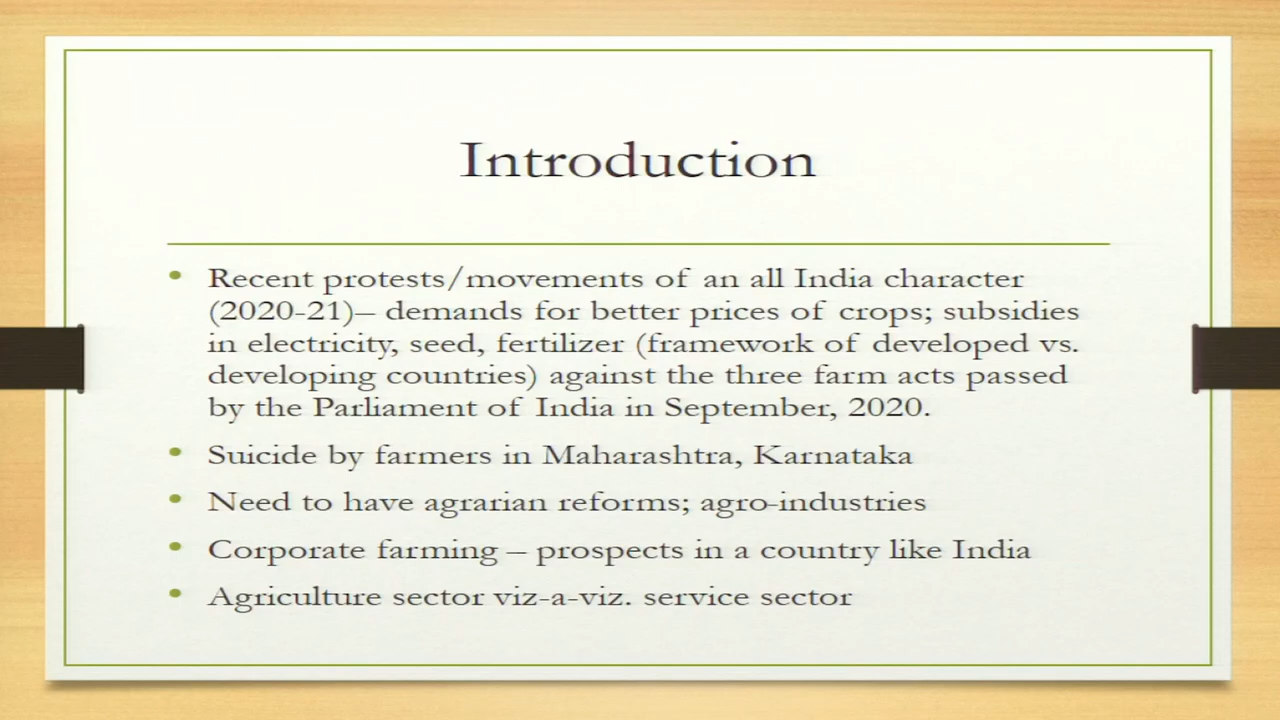 Introduction
• Recent protests/movements of an all India character
(2020-21)– demands for better prices of crops; subsidies
in electricity, seed, fertilizer (framework of developed vs.
developing countries) against the three farm acts passed
by the Parliament of India in September, 2020.
• Suicide by farmers in Maharashtra, Karnataka
• Need to have agrarian reforms; agro-industries
• Corporate farming – prospects in a country like India
• Agriculture sector viz-a-viz. service sector